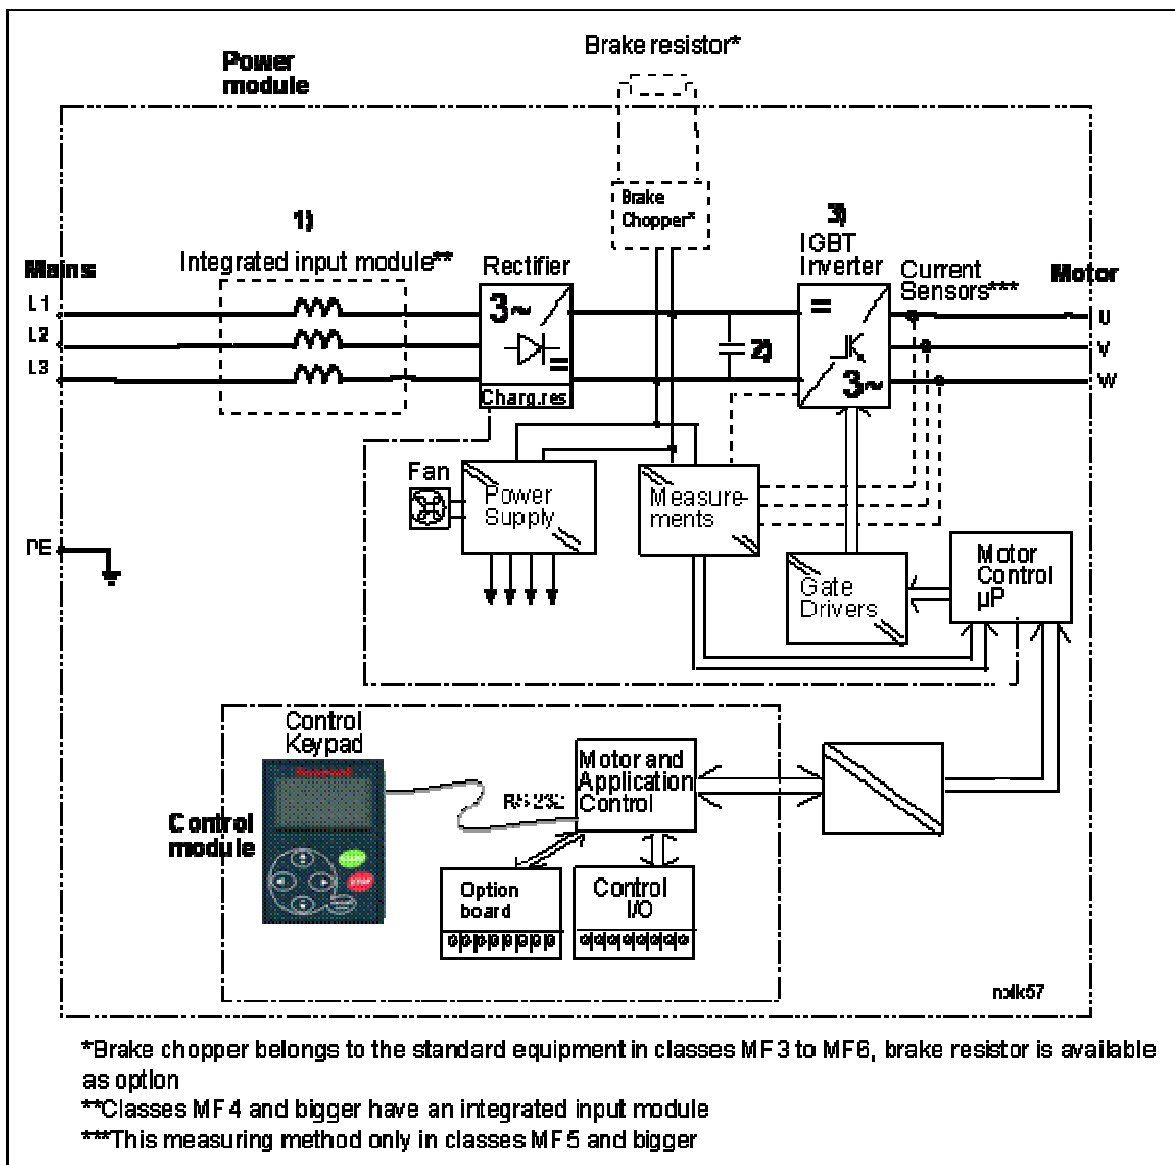 Brake resistor*
Power
module
Brake
Chopper*
1)
3)
Integrated input module**
Rectifier
IGBT
Inverter
Current
Sensors***
Mains
Motor
L1
L2
L3
3~
=
Charg.res
2)
=
3~
U
V
W
Fan
Power
Supply
Measure-
ments
PE
Gate
Drivers
Motor
Control
µP
Control
Keypad
Honeywell
START
STOP
RS 232
Motor and
Application
Control
Control
module
Option
board
Control
I/O
nxlk57
*Brake chopper belongs to the standard equipment in classes MF3 to MF6, brake resistor is available
as option
**Classes MF4 and bigger have an integrated input module
***This measuring method only in classes MF5 and bigger